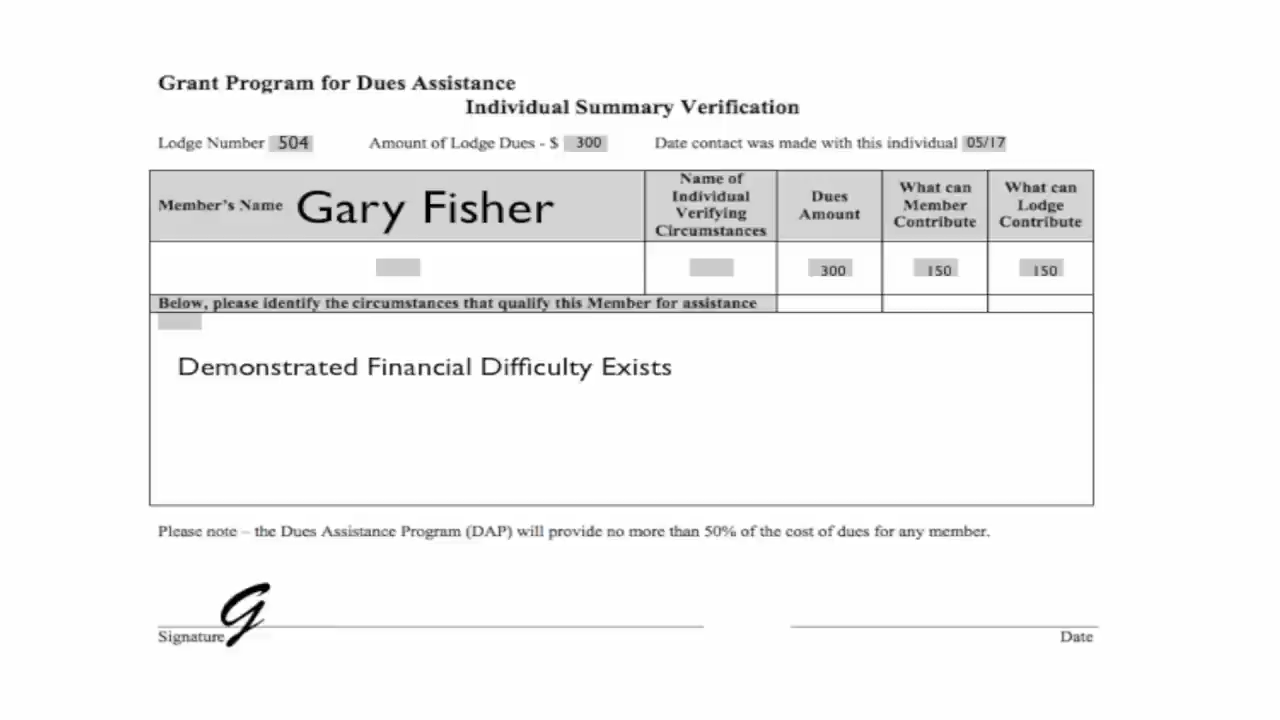 Grant Program for Dues Assistance
Individual Summary Verification
Lodge Number 504 Amount of Lodge Dues - $ 300 Date contact was made with this individual 05/17
Member's Name Gary Fisher
Name of Individual Verifying Circumstances
Dues Amount
What can Member Contribute
What can Lodge Contribute
300 150 150
Below, please identify the circumstances that qualify this Member for assistance
Demonstrated Financial Difficulty Exists
Please note – the Dues Assistance Program (DAP) will provide no more than 50% of the cost of dues for any member.
G
Signature Date